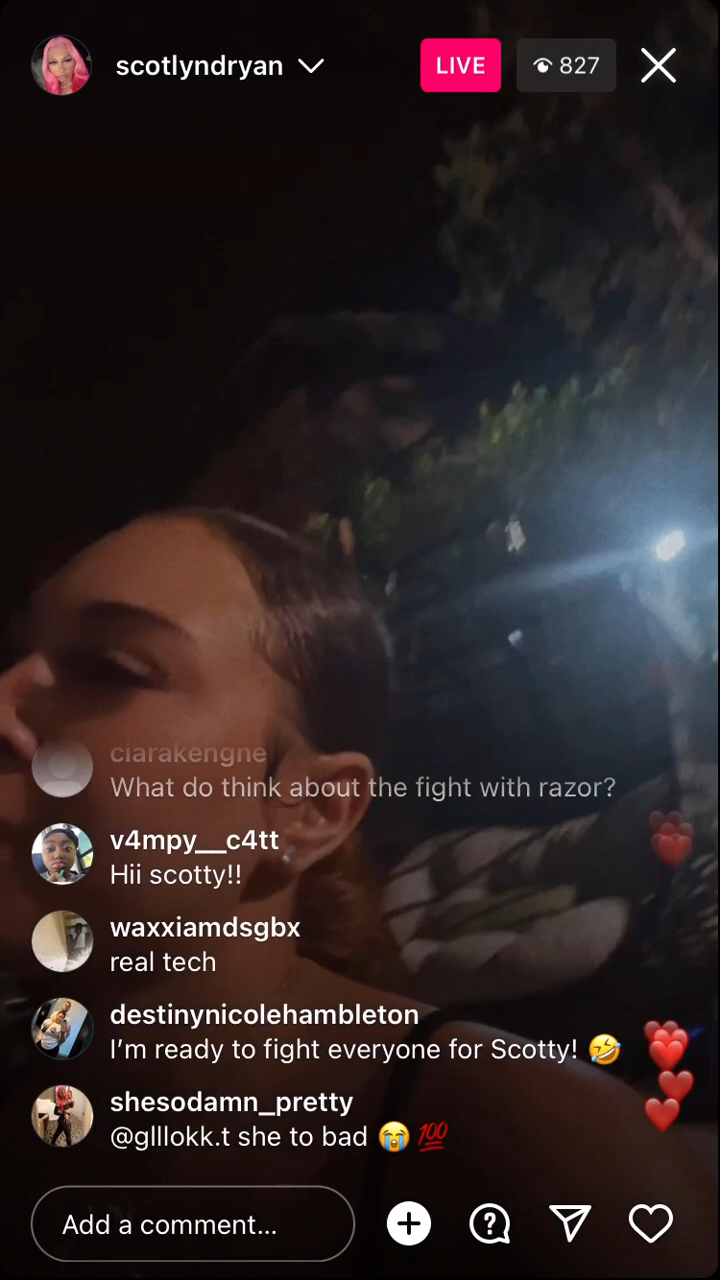 scotlyndryan
LIVE
827
ciarakengne
What do think about the fight with razor?
v4mpy__c4tt
Hii scotty!!
waxxiamdsgbx
real tech
destinynicolehambleton
I’m ready to fight everyone for Scotty! 🤣
shesodamn_pretty
@glllokk.t she to bad 😭 💯
Add a comment...